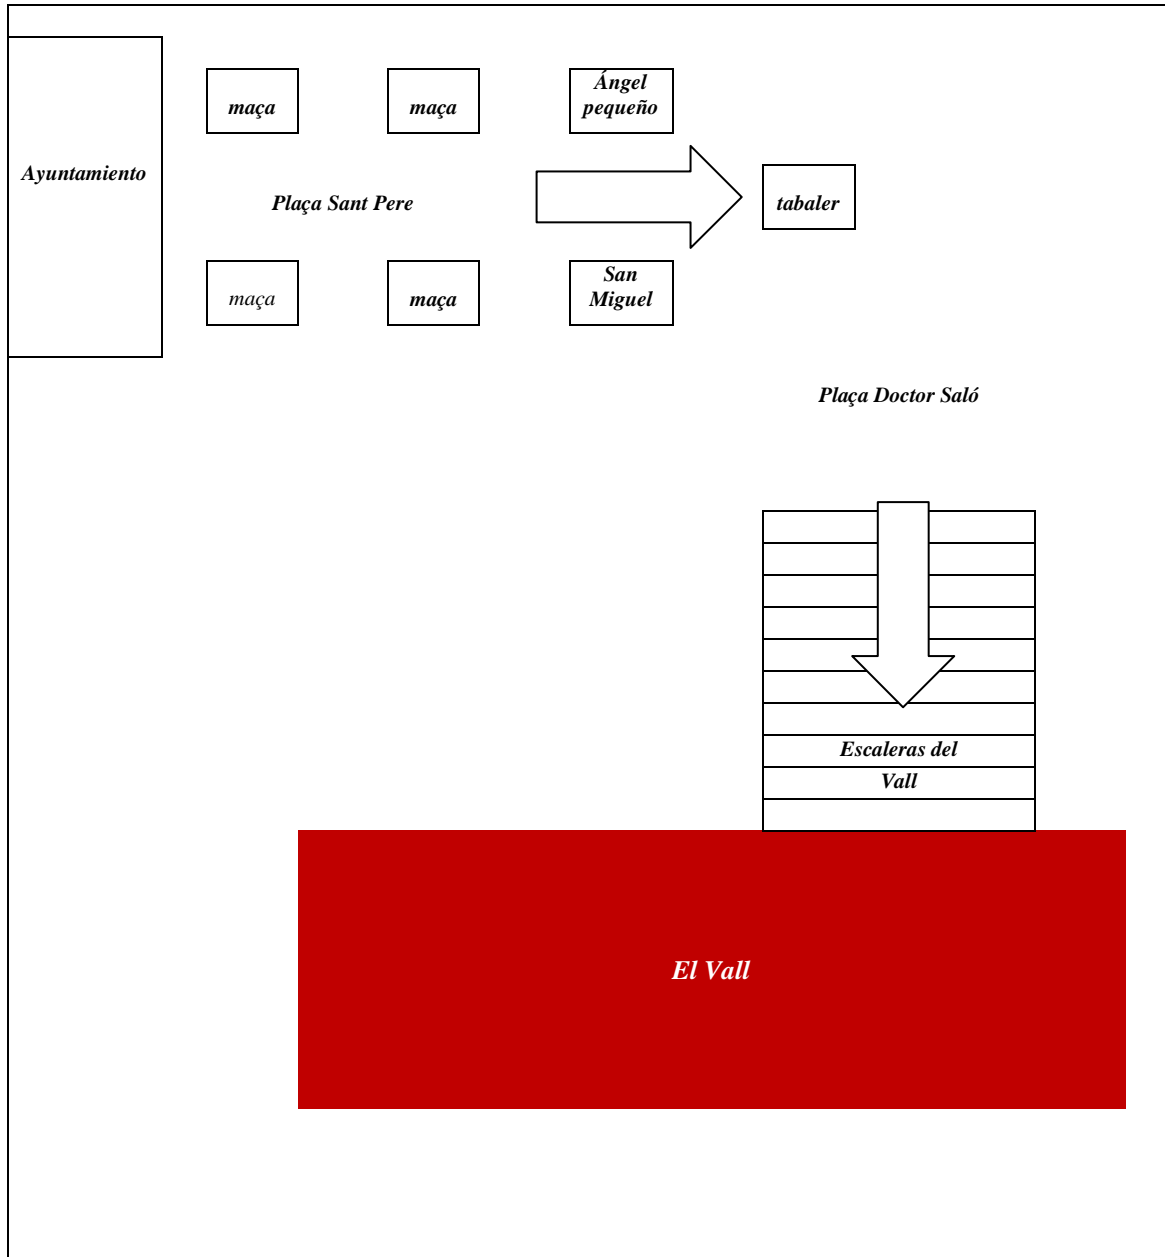 maça
maça
Ángel
pequeño
Ayuntamiento
Plaça Sant Pere
tabaler
maça
maça
San
Miguel
Plaça Doctor Saló
Escaleras del
Vall
El Vall